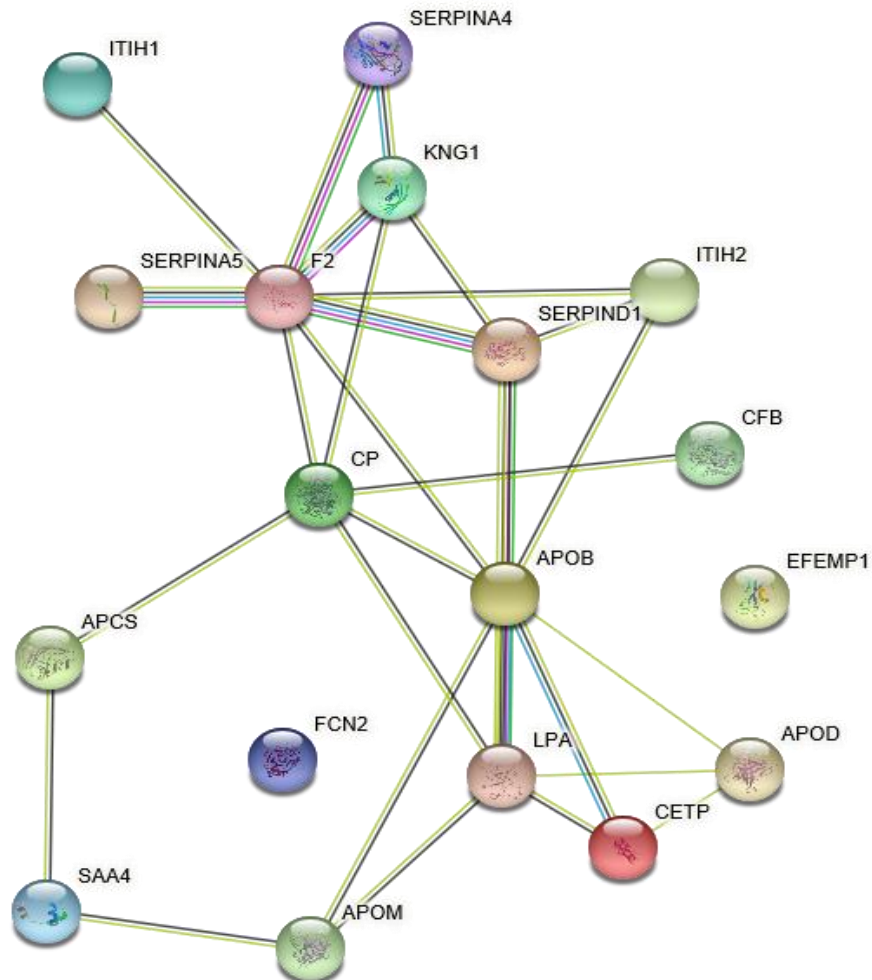 SERPINA4
ITIH1
KNG1
SERPINA5
F2
ITIH2
SERPIND1
CFB
CP
APOB
EFEMP1
APCS
FCN2
LPA
APOD
CETP
SAA4
APOM